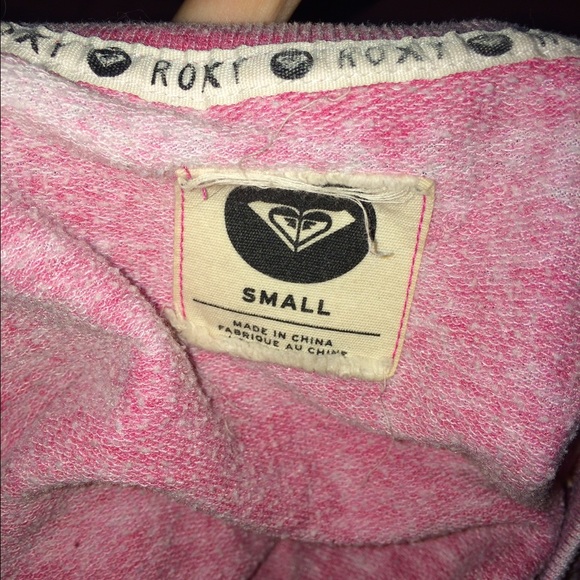 ROXY ROXY
SMALL
MADE IN CHINA
FABRIQUE AU CHINE